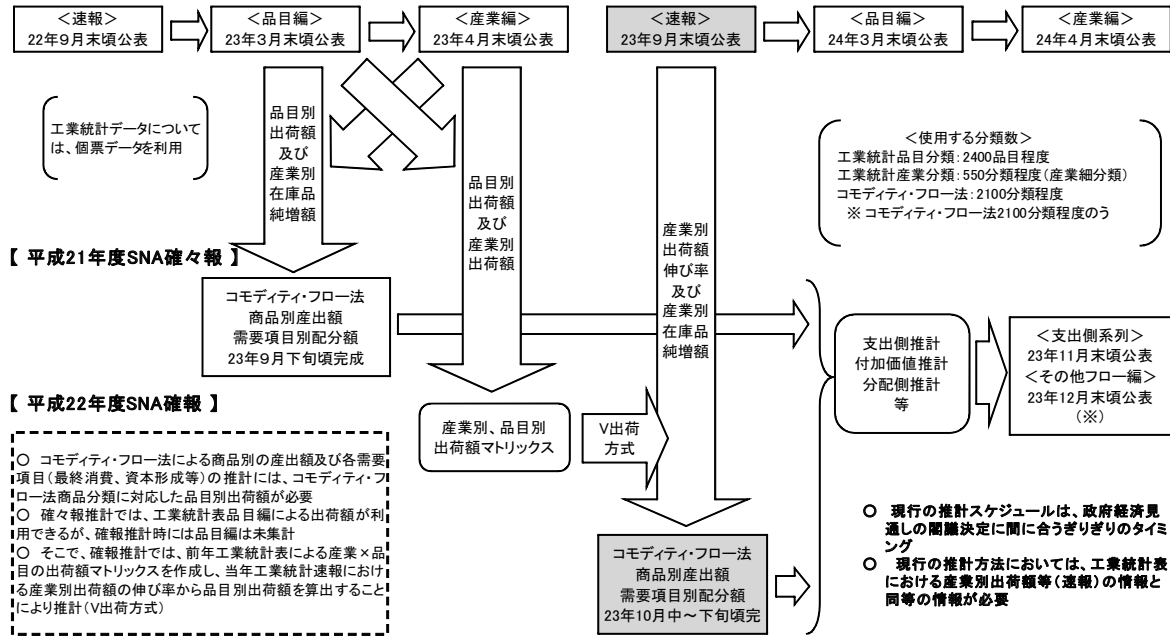 <速報>
22年9月末頃公表
<品目編>
23年3月末頃公表
<産業編>
23年4月末頃公表
<速報>
23年9月末頃公表
<品目編>
24年3月末頃公表
<産業編>
24年4月末頃公表
工業統計データについて
は、個票データを利用
品目別
出荷額
及び
産業別
在庫品
純増額
品目別
出荷額
及び
産業別
出荷額
産業別
出荷額
伸び率
及び
産業別
在庫品
純増額
<使用する分類数>
工業統計品目分類：2400品目程度
工業統計産業分類：550分類程度(産業細分類)
コモディティ・フロー法：2100分類程度
※ コモディティ・フロー法2100分類程度のう
【 平成21年度SNA確々報 】
コモディティ・フロー法
商品別産出額
需要項目別配分額
23年9月下旬頃完成
支出側推計
付加価値推計
分配側推計
等
<支出側系列>
23年11月末頃公表
<その他フロー編>
23年12月末頃公表
(※)
【 平成22年度SNA確報 】
産業別、品目別
出荷額マトリックス
V出荷
方式
○ コモディティ・フロー法による商品別の産出額及び各需要
項目(最終消費、資本形成等)の推計には、コモディティ・フ
ロー法商品分類に対応した品目別出荷額が必要
○ 確々報推計では、工業統計表品目編による出荷額が利
用できるが、確報推計時には品目編は未集計
○ そこで、確報推計では、前年工業統計表による産業×品
目の出荷額マトリックスを作成し、当年工業統計速報におけ
る産業別出荷額の伸び率から品目別出荷額を算出すること
により推計(V出荷方式)
コモディティ・フロー法
商品別産出額
需要項目別配分額
23年10月中～下旬頃完
○ 現行の推計スケジュールは、政府経済見
通しの閣議決定に間に合うぎりぎりのタイミ
ング
○ 現行の推計方法においては、工業統計表
における産業別出荷額等(速報)の情報と
同等の情報が必要